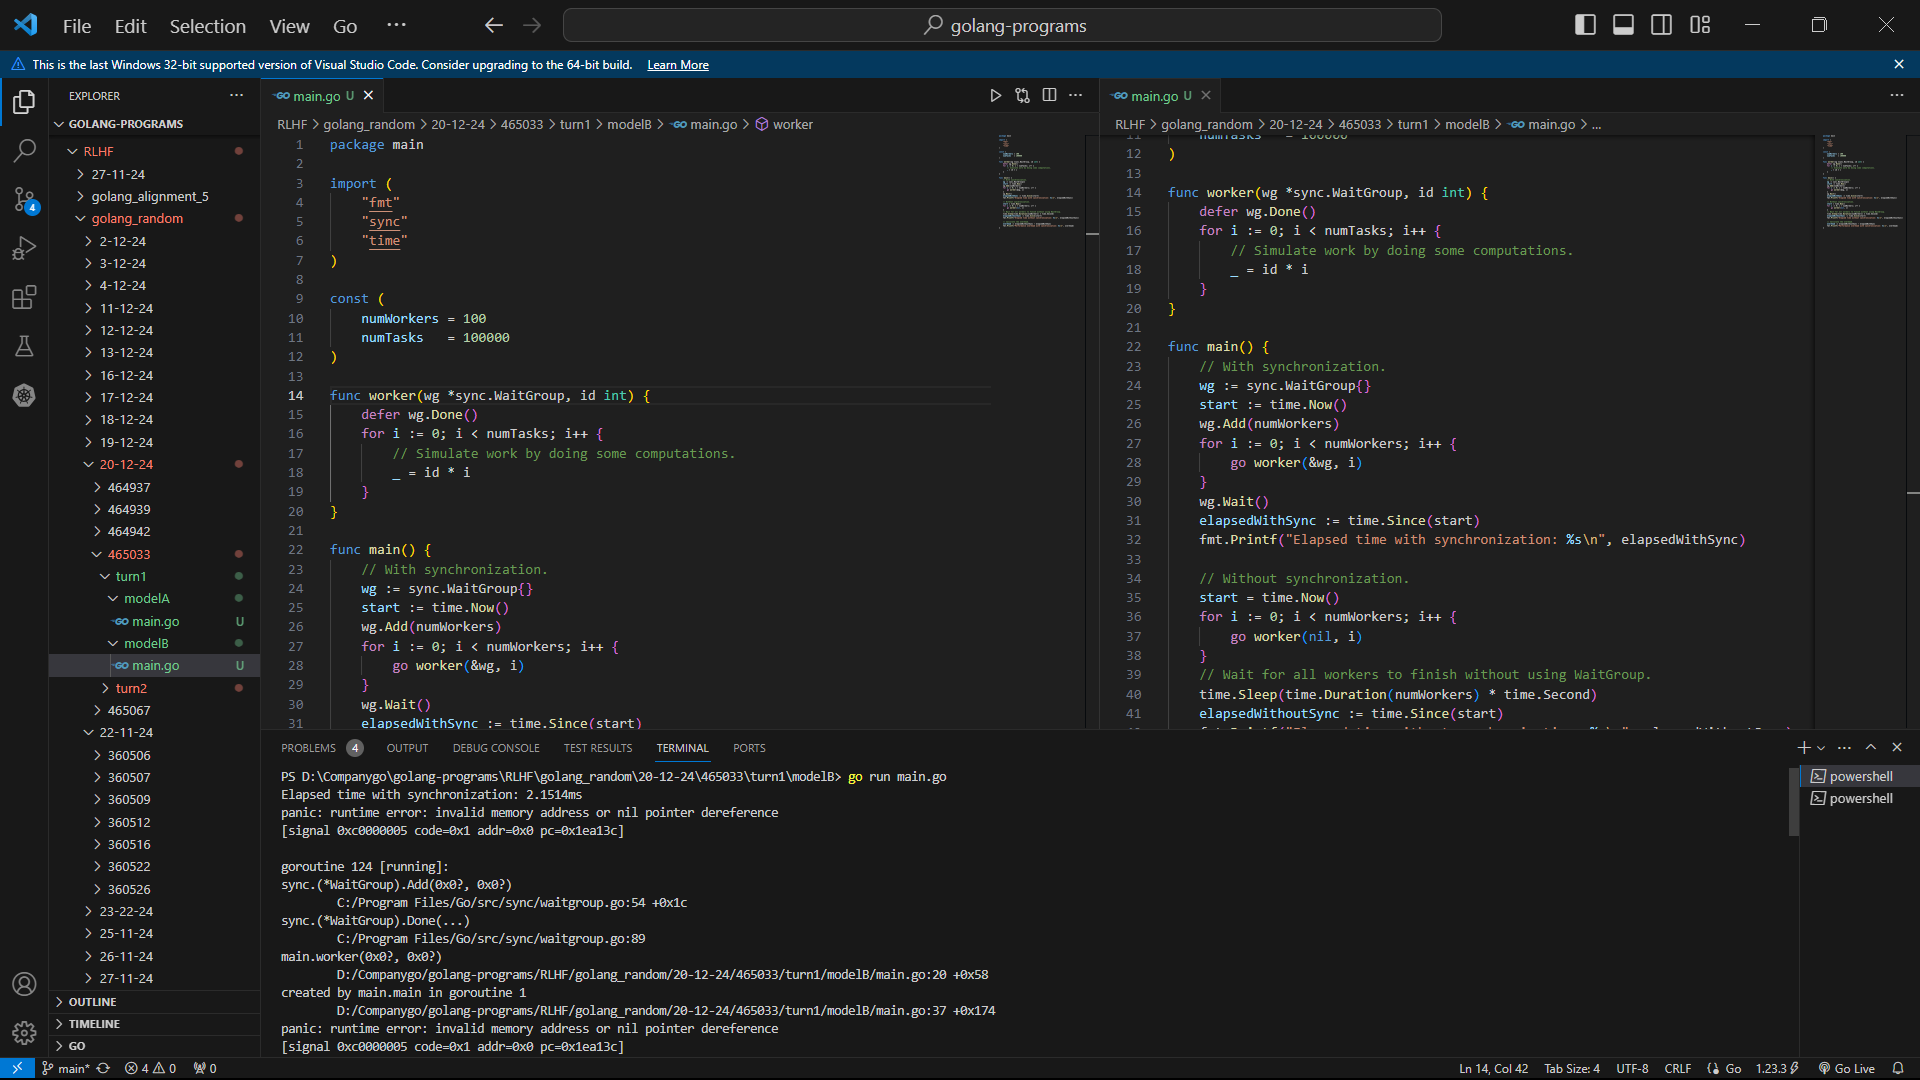 File Edit Selection View Go ··· golang-programs
This is the last Windows 32-bit supported version of Visual Studio Code. Consider upgrading to the 64-bit build. Learn More
EXPLORER
GOLANG-PROGRAMS
RLHF
27-11-24
golang_alignment_5
golang_random
2-12-24
3-12-24
4-12-24
11-12-24
12-12-24
13-12-24
16-12-24
17-12-24
18-12-24
19-12-24
20-12-24
464937
464939
464942
465033
turn1
modelA
main.go U
modelB
main.go U
turn2
465067
22-11-24
360506
360507
360509
360512
360516
360522
360526
23-22-24
25-11-24
26-11-24
27-11-24
OUTLINE
TIMELINE
GO
main.go U
RLHF > golang_random > 20-12-24 > 465033 > turn1 > modelB > main.go > worker
1 package main
2
3 import (
4 "fmt"
5 "sync"
6 "time"
7 )
8
9 const (
10 numWorkers = 100
11 numTasks = 100000
12 )
13
14 func worker(wg *sync.WaitGroup, id int) {
15 defer wg.Done()
16 for i := 0; i < numTasks; i++ {
17 // Simulate work by doing some computations.
18 _ = id * i
19 }
20 }
21
22 func main() {
23 // With synchronization.
24 wg := sync.WaitGroup{}
25 start := time.Now()
26 wg.Add(numWorkers)
27 for i := 0; i < numWorkers; i++ {
28 go worker(&wg, i)
29 }
30 wg.Wait()
31 elapsedWithSync := time.Since(start)
main.go U
RLHF > golang_random > 20-12-24 > 465033 > turn1 > modelB > main.go > ...
11 numTasks = 100000
12 )
13
14 func worker(wg *sync.WaitGroup, id int) {
15 defer wg.Done()
16 for i := 0; i < numTasks; i++ {
17 // Simulate work by doing some computations.
18 _ = id * i
19 }
20 }
21
22 func main() {
23 // With synchronization.
24 wg := sync.WaitGroup{}
25 start := time.Now()
26 wg.Add(numWorkers)
27 for i := 0; i < numWorkers; i++ {
28 go worker(&wg, i)
29 }
30 wg.Wait()
31 elapsedWithSync := time.Since(start)
32 fmt.Printf("Elapsed time with synchronization: %s\n", elapsedWithSync)
33
34 // Without synchronization.
35 start = time.Now()
36 for i := 0; i < numWorkers; i++ {
37 go worker(nil, i)
38 }
39 // Wait for all workers to finish without using WaitGroup.
40 time.Sleep(time.Duration(numWorkers) * time.Second)
41 elapsedWithoutSync := time.Since(start)
PROBLEMS 4 OUTPUT DEBUG CONSOLE TEST RESULTS TERMINAL PORTS
PS D:\Companygo\golang-programs\RLHF\golang_random\20-12-24\465033\turn1\modelB> go run main.go
Elapsed time with synchronization: 2.1514ms
panic: runtime error: invalid memory address or nil pointer dereference
[signal 0xc0000005 code=0x1 addr=0x0 pc=0x1ea13c]

goroutine 124 [running]:
sync.(*WaitGroup).Add(0x0?, 0x0?)
C:/Program Files/Go/src/sync/waitgroup.go:54 +0x1c
sync.(*WaitGroup).Done(...)
C:/Program Files/Go/src/sync/waitgroup.go:89
main.worker(0x0?, 0x0?)
D:/Companygo/golang-programs/RLHF/golang_random/20-12-24/465033/turn1/modelB/main.go:20 +0x58
created by main.main in goroutine 1
D:/Companygo/golang-programs/RLHF/golang_random/20-12-24/465033/turn1/modelB/main.go:37 +0x174
panic: runtime error: invalid memory address or nil pointer dereference
[signal 0xc0000005 code=0x1 addr=0x0 pc=0x1ea13c]
powershell
powershell
4
main* 4 0 0 Ln 14, Col 42 Tab Size: 4 UTF-8 CRLF Go 1.23.3 Go Live